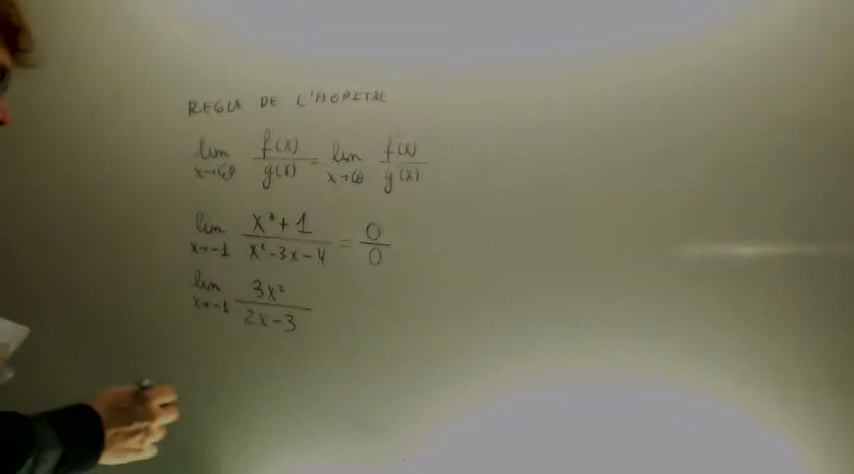 REGLA DE L'HOPITAL
lim x→ f(x)/g(x) = lim x→ f'(x)/g'(x)
lim x→-1 x³+1/x²-3x-4 = 0/0
lim x→-1 3x²/2x-3